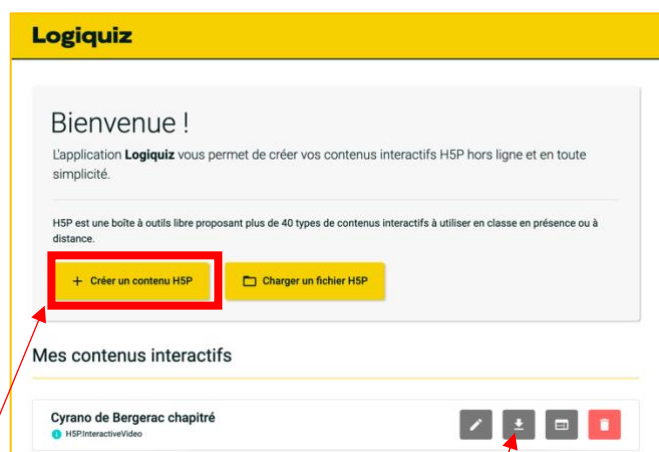 Logiquiz
Bienvenue !
L'application Logiquiz vous permet de créer vos contenus interactifs H5P hors ligne et en toute
simplicité.
H5P est une boîte à outils libre proposant plus de 40 types de contenus interactifs à utiliser en classe en présence ou à
distance.
+ Créer un contenu H5P
Charger un fichier H5P
Mes contenus interactifs
Cyrano de Bergerac chapitré
H5P.InteractiveVideo